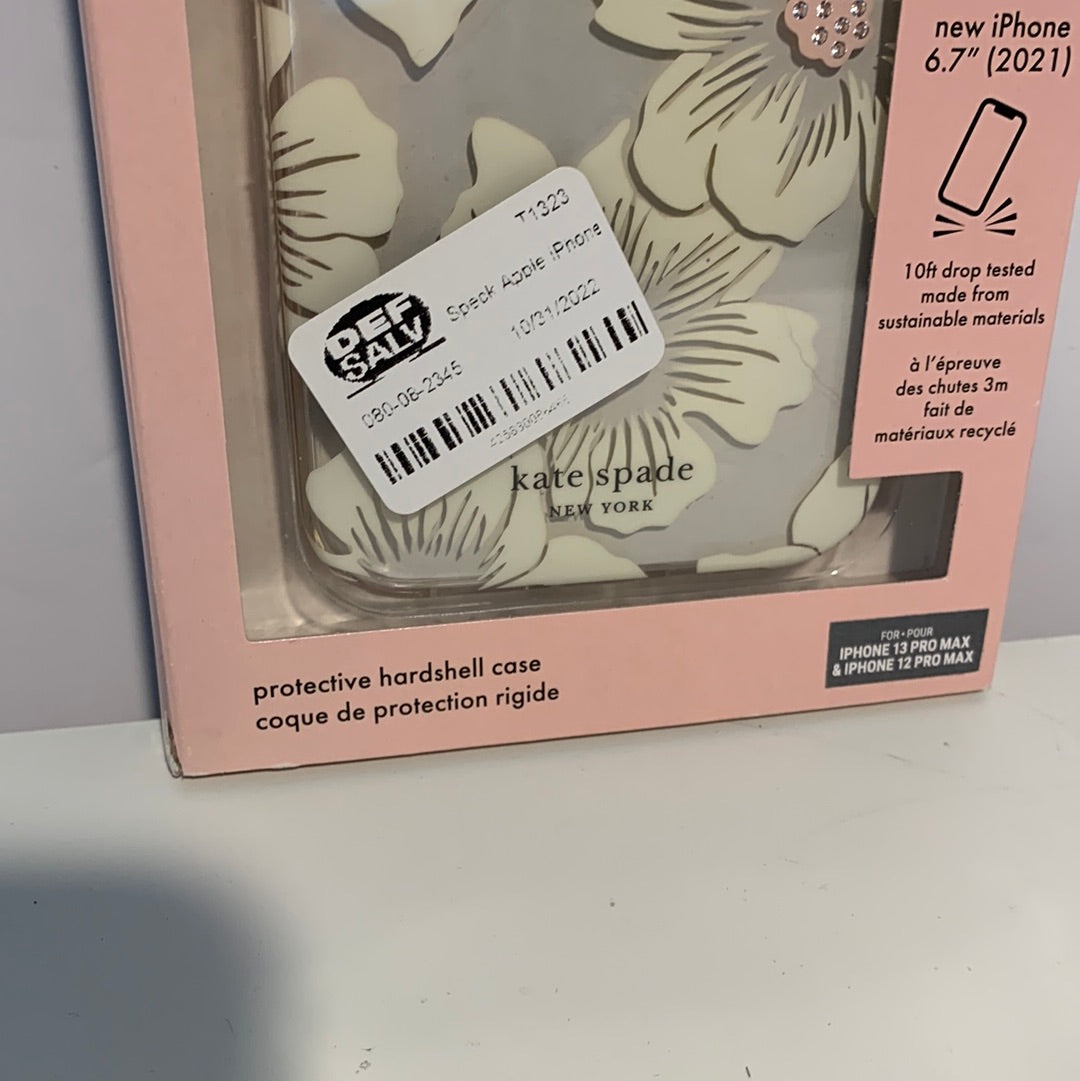 new iPhone
6.7" (2021)
10ft drop tested
made from
sustainable materials
à l'épreuve
des chutes 3m
fait de
matériaux recyclé
T1323
Speck Apple iPhone
10/31/2022
DEF
SALV
080-08-2345
kate spade
NEW YORK
protective hardshell case
coque de protection rigide
FOR • POUR
IPHONE 13 PRO MAX
& IPHONE 12 PRO MAX